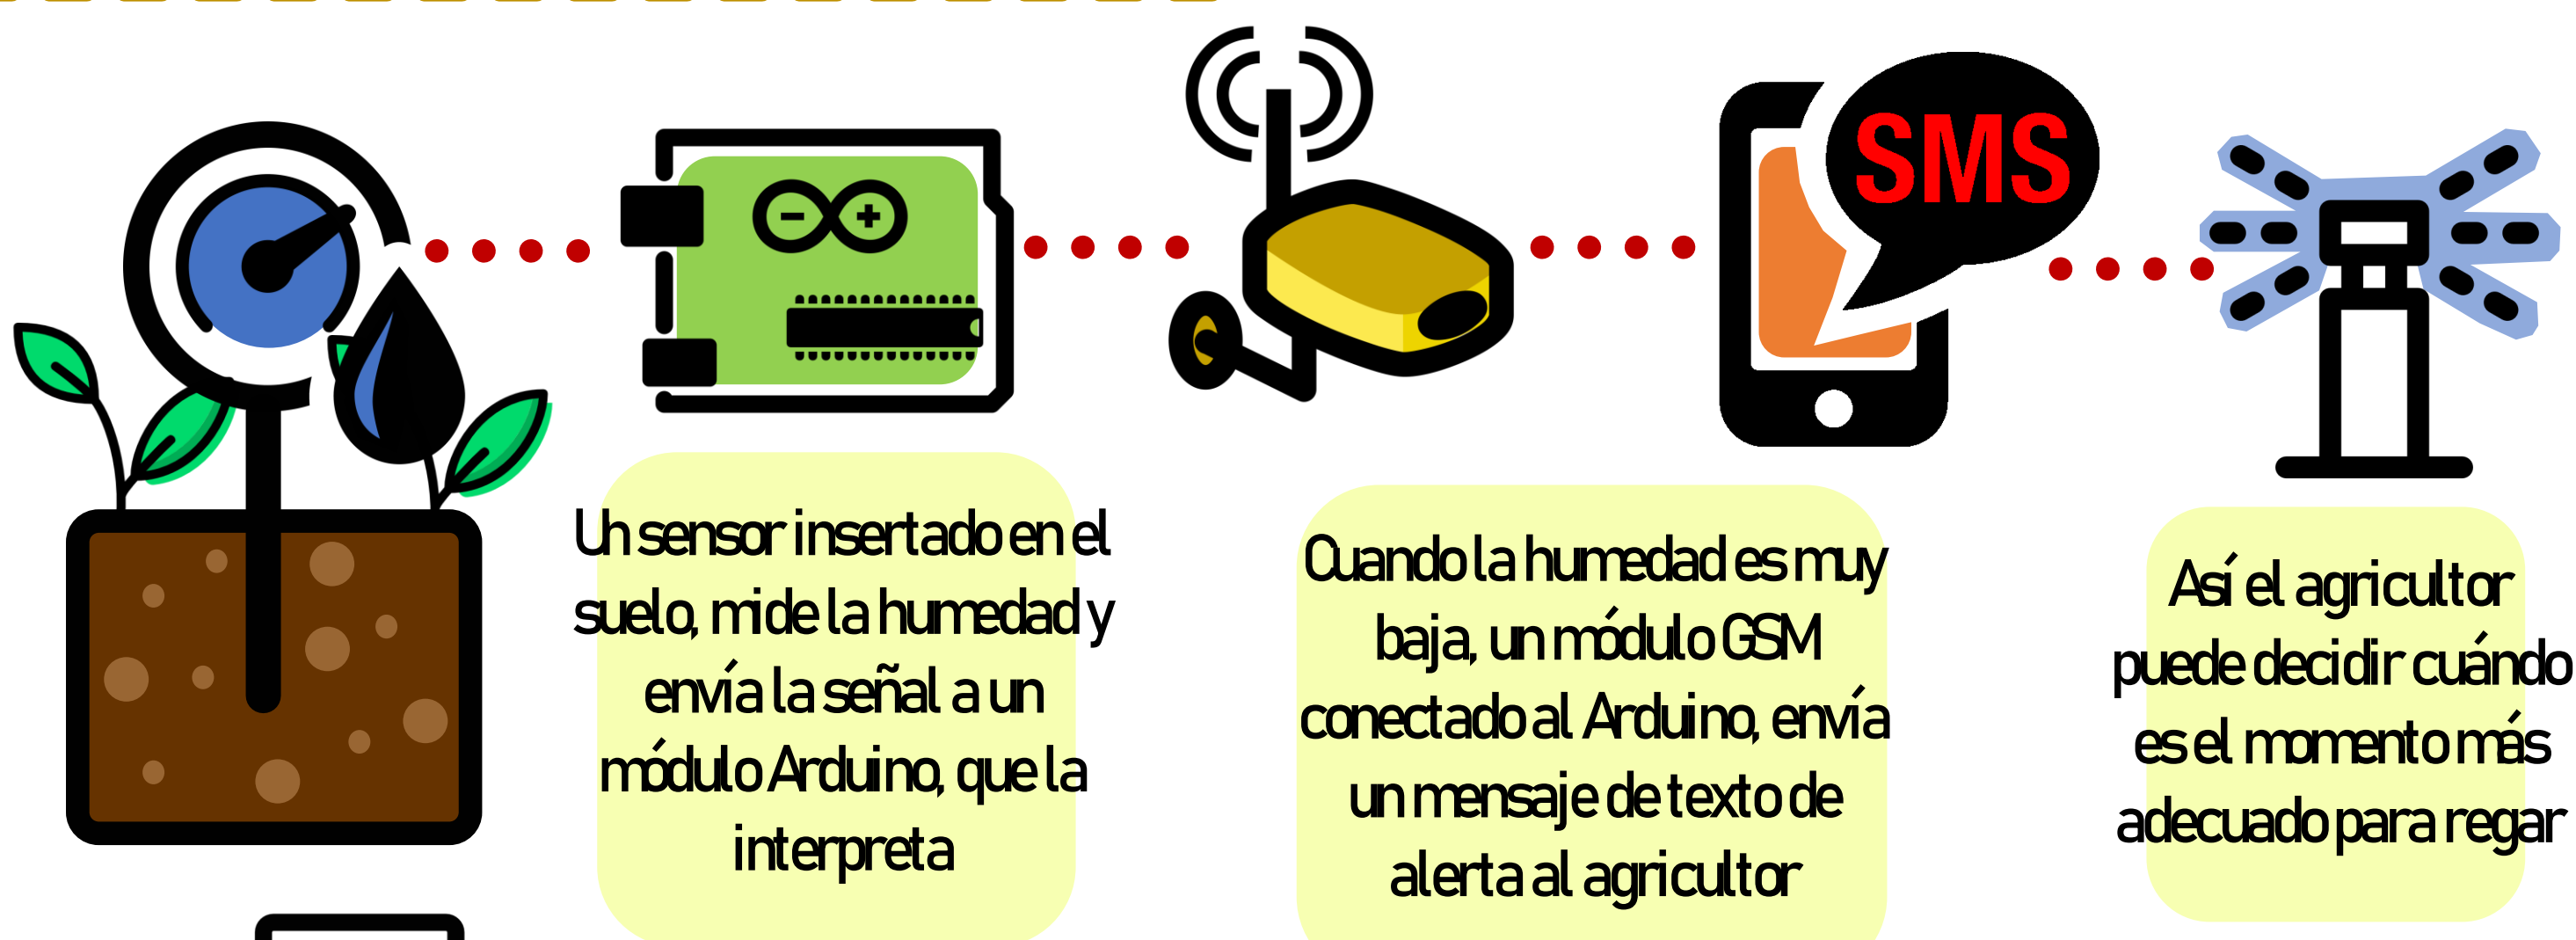 SMS
Un sensor insertado en el
suelo, mide la humedad y
envía la señal a un
módulo Arduino, que la
interpreta
Cuando la humedad es muy
baja, un módulo GSM
conectado al Arduino, envía
un mensaje de texto de
alerta al agricultor
Así el agricultor
puede decidir cuándo
es el momento más
adecuado para regar